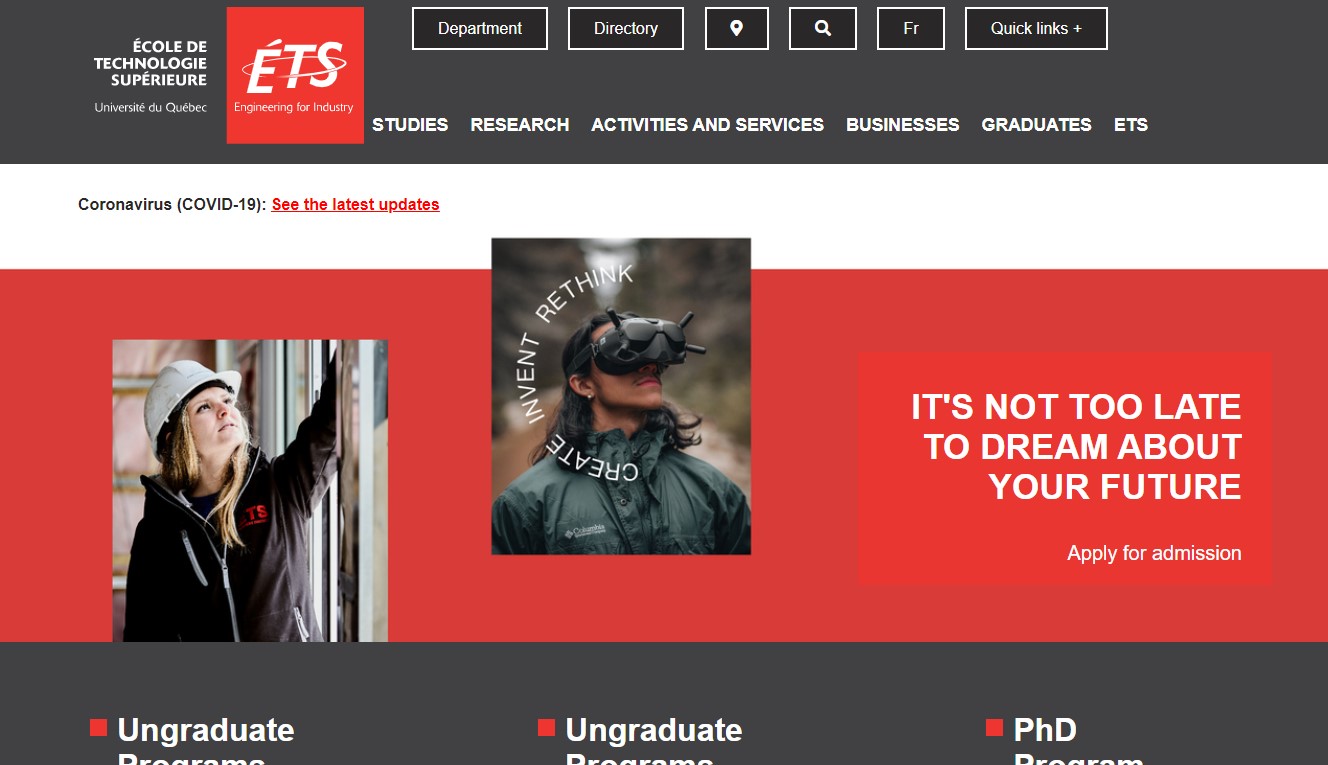 ÉCOLE DE
TECHNOLOGIE
SUPÉRIEURE
Université du Québec
ÉTS
Engineering for Industry
Department
Directory
Fr
Quick links +
STUDIES
RESEARCH
ACTIVITIES AND SERVICES
BUSINESSES
GRADUATES
ETS
Coronavirus (COVID-19): See the latest updates
CREATE INVENT RETHINK
ÉTS
Columbia
IT'S NOT TOO LATE
TO DREAM ABOUT
YOUR FUTURE
Apply for admission
Ungraduate
Programs
Ungraduate
Programs
PhD
Program